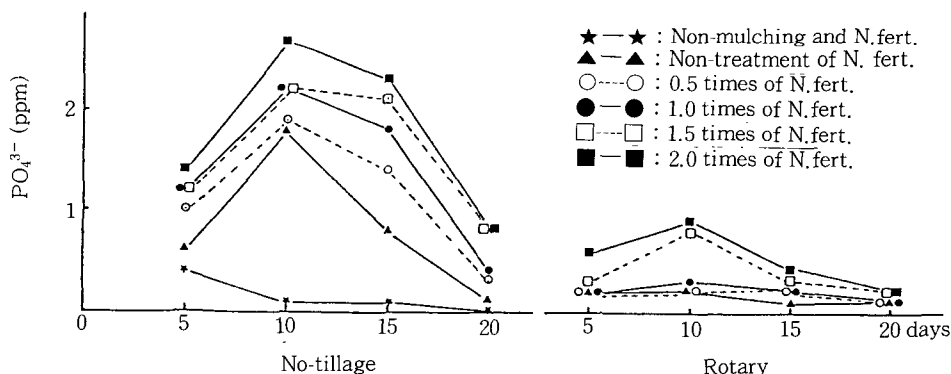 PO₄³⁻ (ppm)
2
1
0
5
10
15
20
No-tillage
5
10
15
20 days
Rotary
★—★ : Non-mulching and N.fert.
▲—▲ : Non-treatment of N. fert.
○--○ : 0.5 times of N.fert.
●—● : 1.0 times of N.fert.
□---□ : 1.5 times of N.fert.
■—■ : 2.0 times of N.fert.